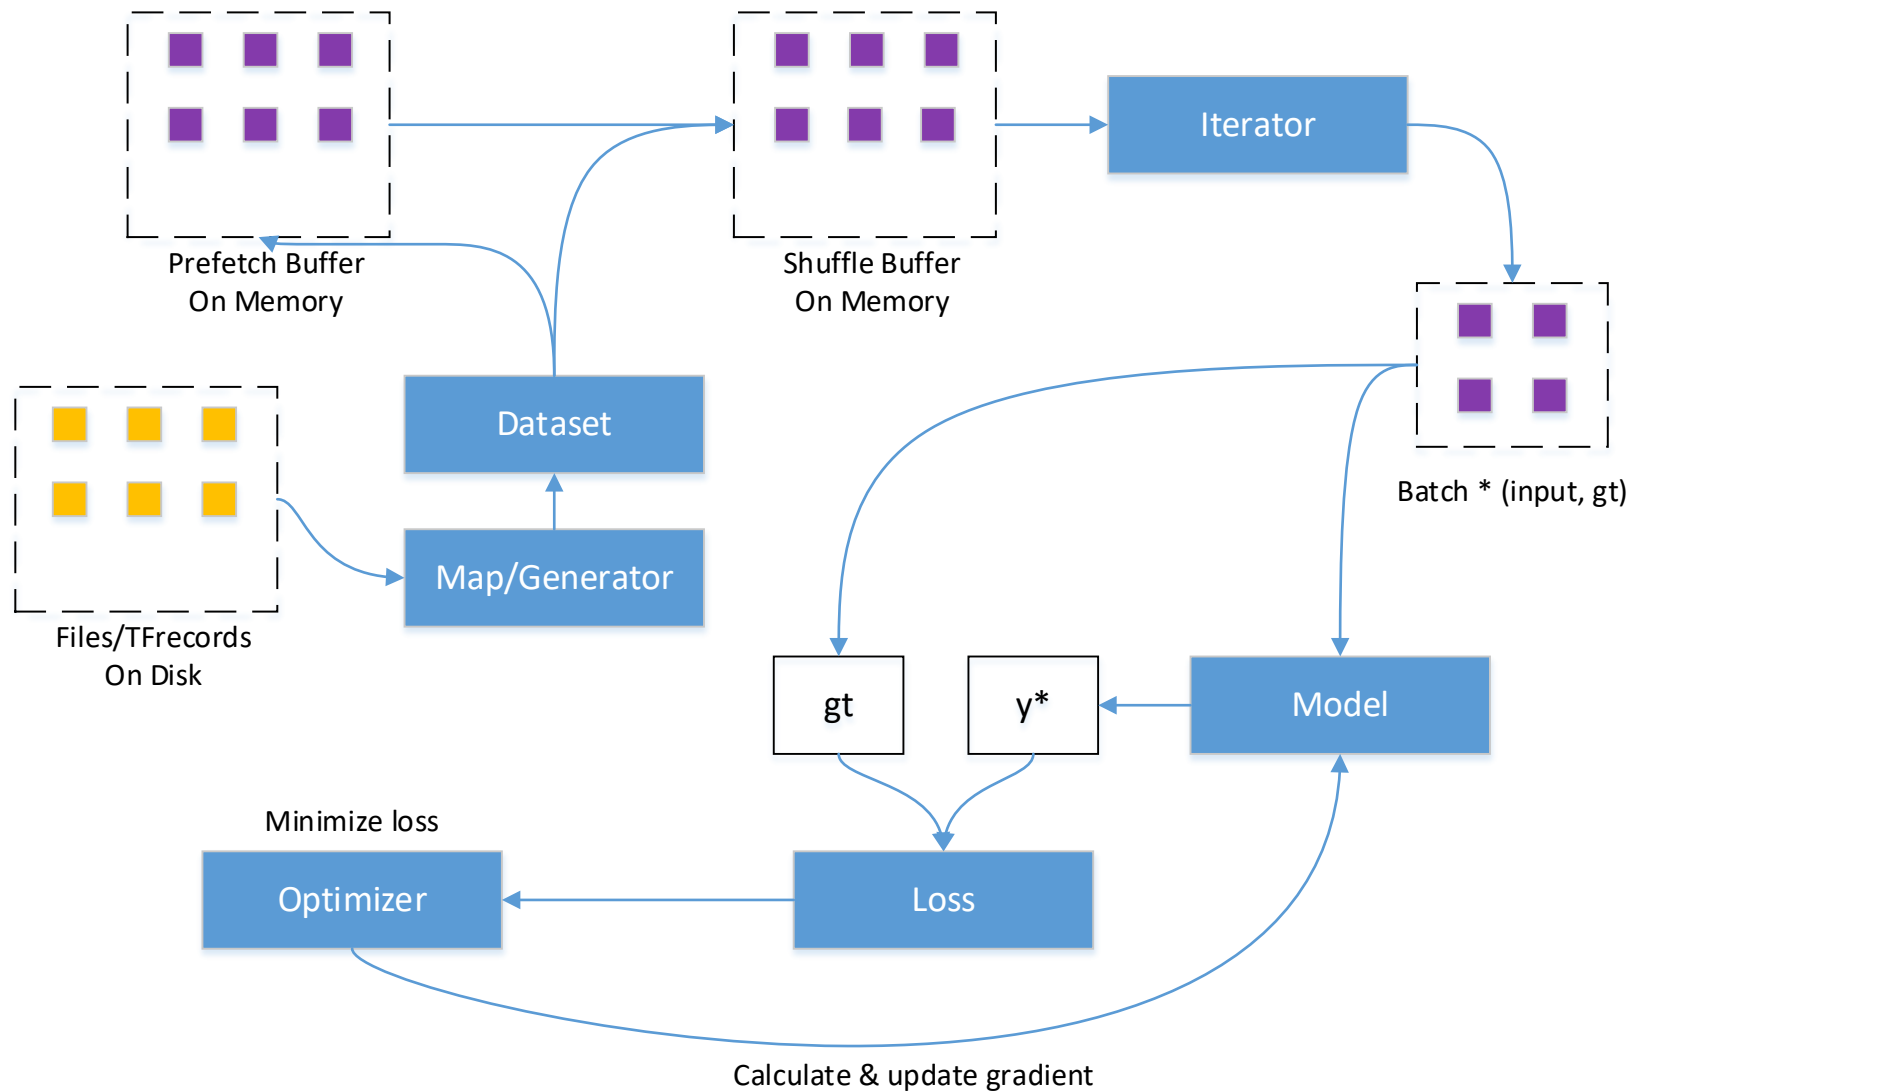 Iterator
Prefetch Buffer
On Memory
Shuffle Buffer
On Memory
Dataset
Batch * (input, gt)
Map/Generator
Files/TFrecords
On Disk
gt
y*
Model
Minimize loss
Optimizer
Loss
Calculate & update gradient